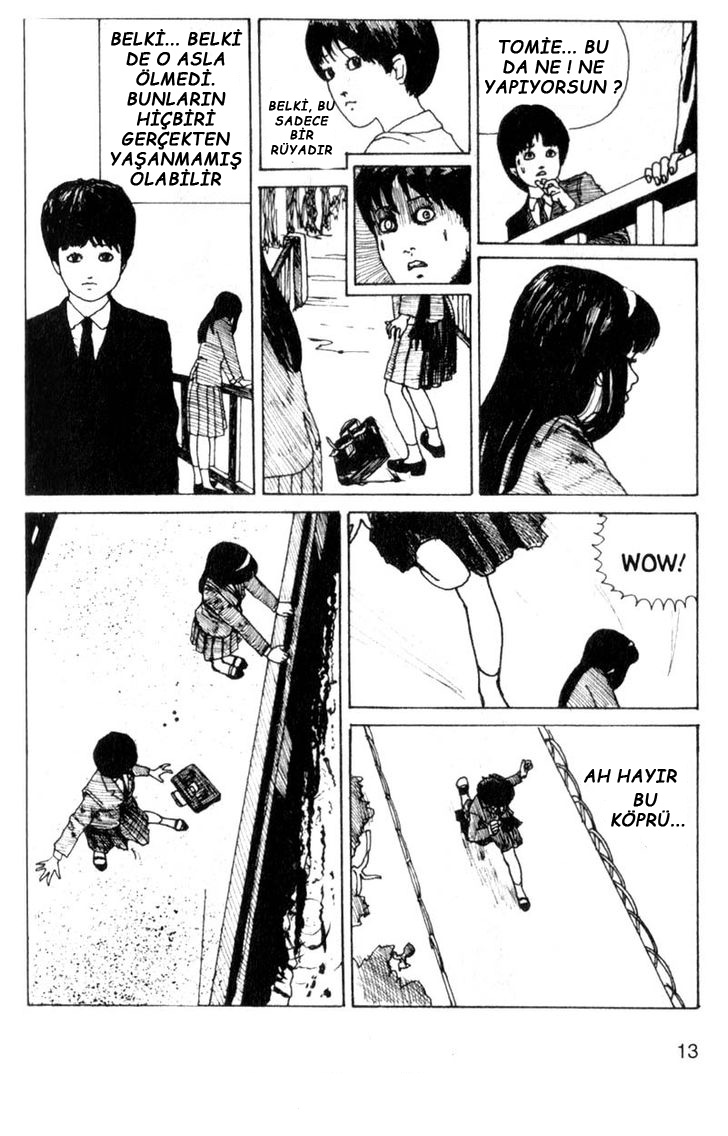 BELKİ... BELKİ
DE O ASLA
ÖLMEDİ.
BUNLARIN
HİÇBİRİ
GERÇEKTEN
YAŞANMAMIŞ
OLABİLİR
BELKİ, BU
SADECE
BİR
RÜYADIR
TOMİE... BU
DA NE ! NE
YAPIYORSUN ?
WOW!
AH HAYIR
BU
KÖPRÜ...
13